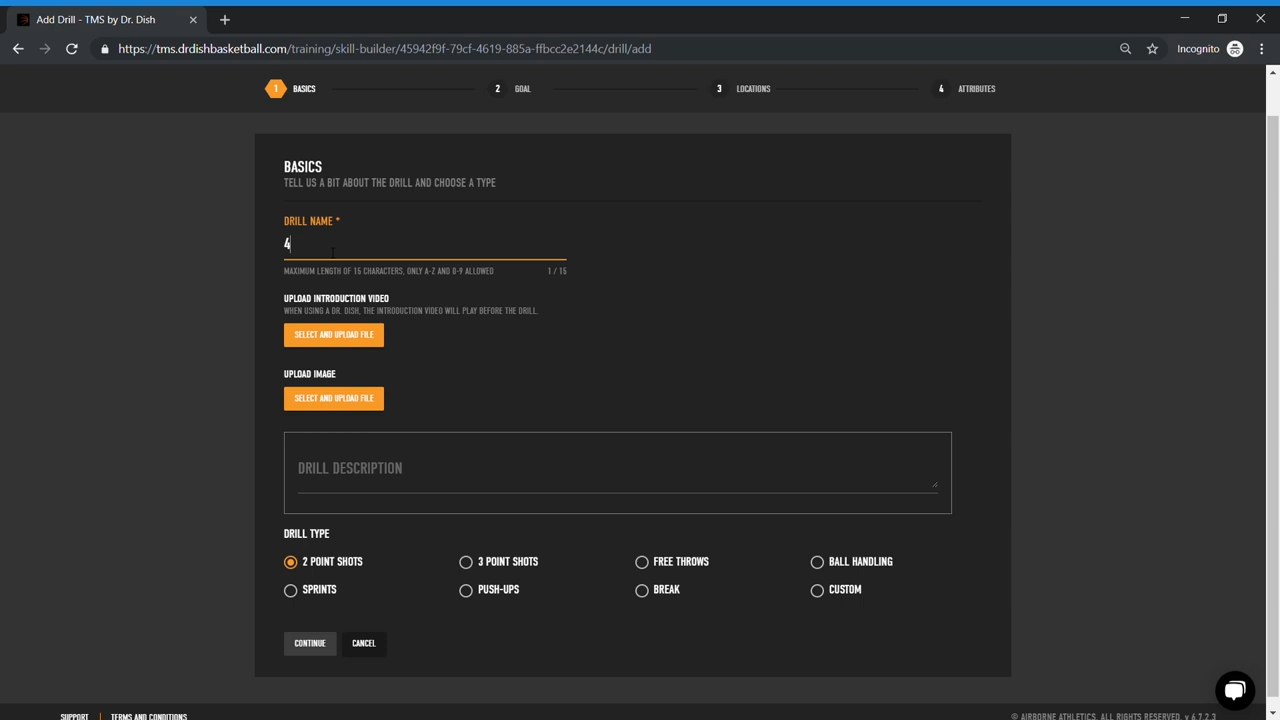 Add Drill - TMS by Dr. Dish
https://tms.drdishbasketball.com/training/skill-builder/45942f9f-79cf-4619-885a-ffbcc2e2144c/drill/add
Incognito
1 BASICS 2 GOAL 3 LOCATIONS 4 ATTRIBUTES
BASICS
TELL US A BIT ABOUT THE DRILL AND CHOOSE A TYPE
DRILL NAME *
4
MAXIMUM LENGTH OF 15 CHARACTERS, ONLY A-Z AND 0-9 ALLOWED 1 / 15
UPLOAD INTRODUCTION VIDEO
WHEN USING A DR. DISH, THE INTRODUCTION VIDEO WILL PLAY BEFORE THE DRILL.
SELECT AND UPLOAD FILE
UPLOAD IMAGE
SELECT AND UPLOAD FILE
DRILL DESCRIPTION
DRILL TYPE
2 POINT SHOTS 3 POINT SHOTS FREE THROWS BALL HANDLING
SPRINTS PUSH-UPS BREAK CUSTOM
CONTINUE CANCEL
SUPPORT | TERMS AND CONDITIONS © AIRBORNE ATHLETICS. ALL RIGHTS RESERVED. v 6.7.2.3